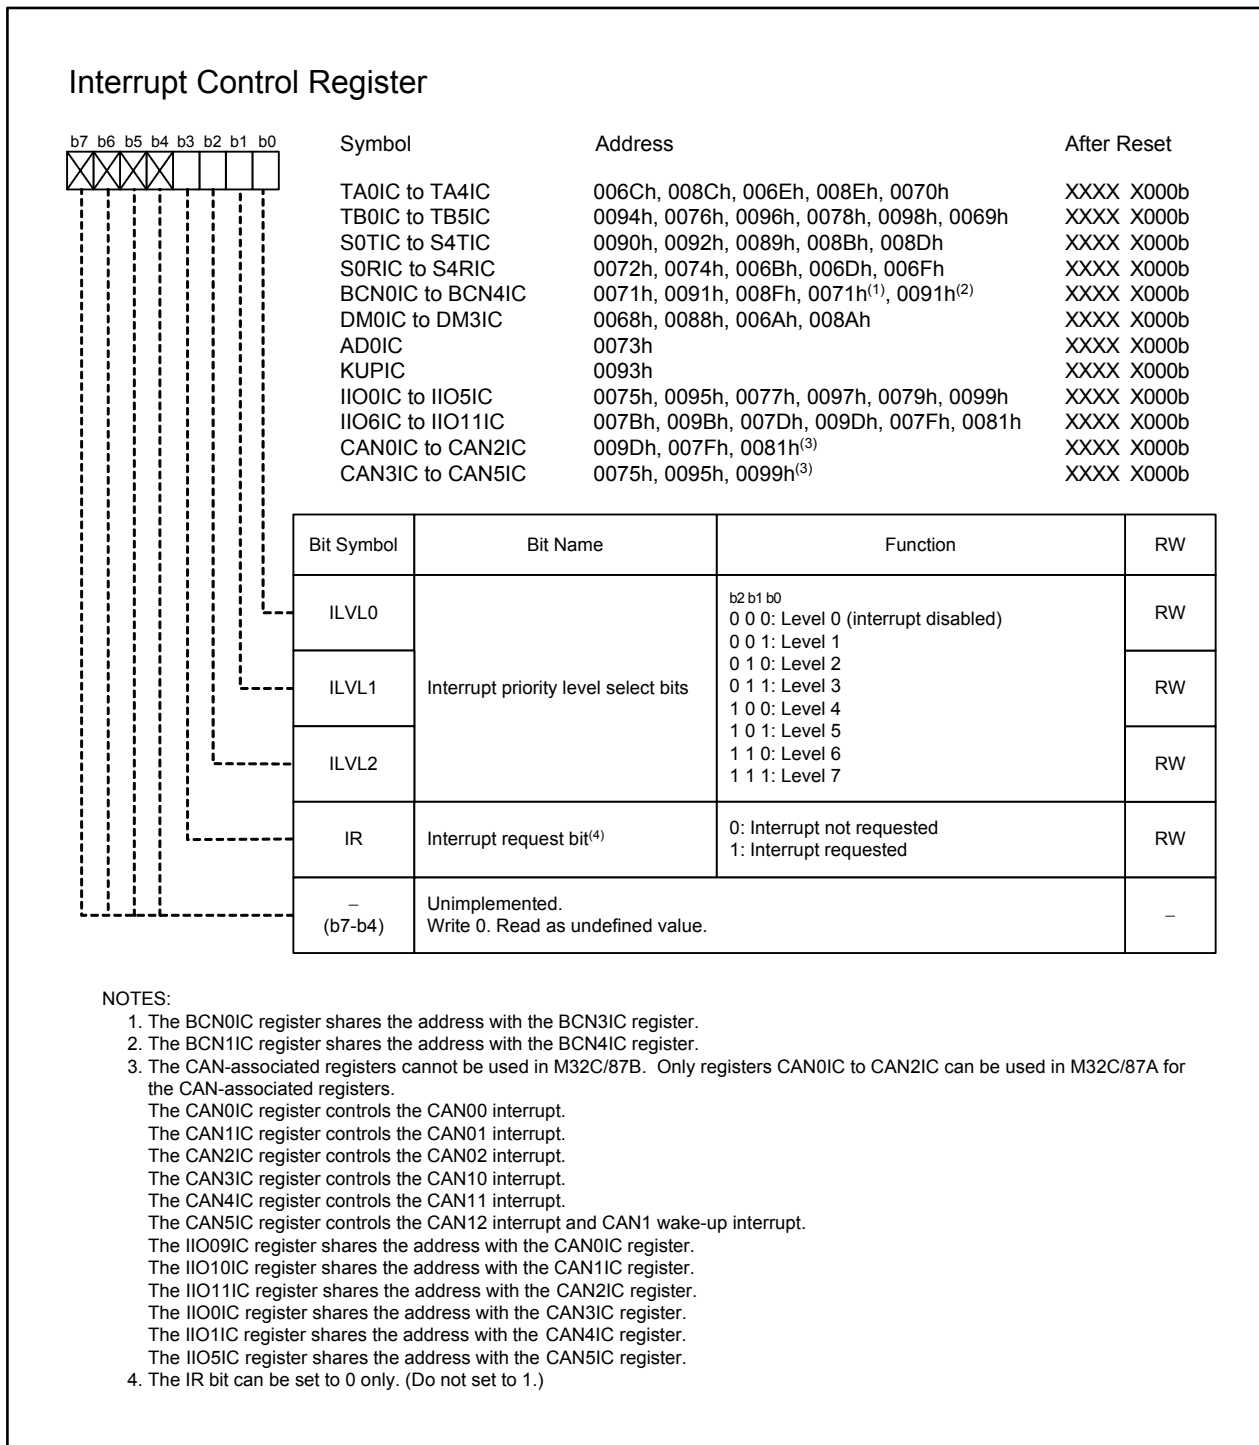 Interrupt Control Register
b7 b6 b5 b4 b3 b2 b1 b0
Symbol Address After Reset
TA0IC to TA4IC 006Ch, 008Ch, 006Eh, 008Eh, 0070h XXXX X000b
TB0IC to TB5IC 0094h, 0076h, 0096h, 0078h, 0098h, 0069h XXXX X000b
S0TIC to S4TIC 0090h, 0092h, 0089h, 008Bh, 008Dh XXXX X000b
S0RIC to S4RIC 0072h, 0074h, 006Bh, 006Dh, 006Fh XXXX X000b
BCN0IC to BCN4IC 0071h, 0091h, 008Fh, 0071h(1), 0091h(2) XXXX X000b
DM0IC to DM3IC 0068h, 0088h, 006Ah, 008Ah XXXX X000b
AD0IC 0073h XXXX X000b
KUPIC 0093h XXXX X000b
IIO0IC to IIO5IC 0075h, 0095h, 0077h, 0097h, 0079h, 0099h XXXX X000b
IIO6IC to IIO11IC 007Bh, 009Bh, 007Dh, 009Dh, 007Fh, 0081h XXXX X000b
CAN0IC to CAN2IC 009Dh, 007Fh, 0081h(3) XXXX X000b
CAN3IC to CAN5IC 0075h, 0095h, 0099h(3) XXXX X000b
Bit Symbol Bit Name Function RW
ILVL0 RW
ILVL1 Interrupt priority level select bits RW
ILVL2 RW
b2 b1 b0
0 0 0: Level 0 (interrupt disabled)
0 0 1: Level 1
0 1 0: Level 2
0 1 1: Level 3
1 0 0: Level 4
1 0 1: Level 5
1 1 0: Level 6
1 1 1: Level 7
IR Interrupt request bit(4) RW
0: Interrupt not requested
1: Interrupt requested
– –
(b7-b4)
Unimplemented.
Write 0. Read as undefined value.
NOTES:
1. The BCN0IC register shares the address with the BCN3IC register.
2. The BCN1IC register shares the address with the BCN4IC register.
3. The CAN-associated registers cannot be used in M32C/87B. Only registers CAN0IC to CAN2IC can be used in M32C/87A for
the CAN-associated registers.
The CAN0IC register controls the CAN00 interrupt.
The CAN1IC register controls the CAN01 interrupt.
The CAN2IC register controls the CAN02 interrupt.
The CAN3IC register controls the CAN10 interrupt.
The CAN4IC register controls the CAN11 interrupt.
The CAN5IC register controls the CAN12 interrupt and CAN1 wake-up interrupt.
The IIO09IC register shares the address with the CAN0IC register.
The IIO10IC register shares the address with the CAN1IC register.
The IIO11IC register shares the address with the CAN2IC register.
The IIO0IC register shares the address with the CAN3IC register.
The IIO1IC register shares the address with the CAN4IC register.
The IIO5IC register shares the address with the CAN5IC register.
4. The IR bit can be set to 0 only. (Do not set to 1.)